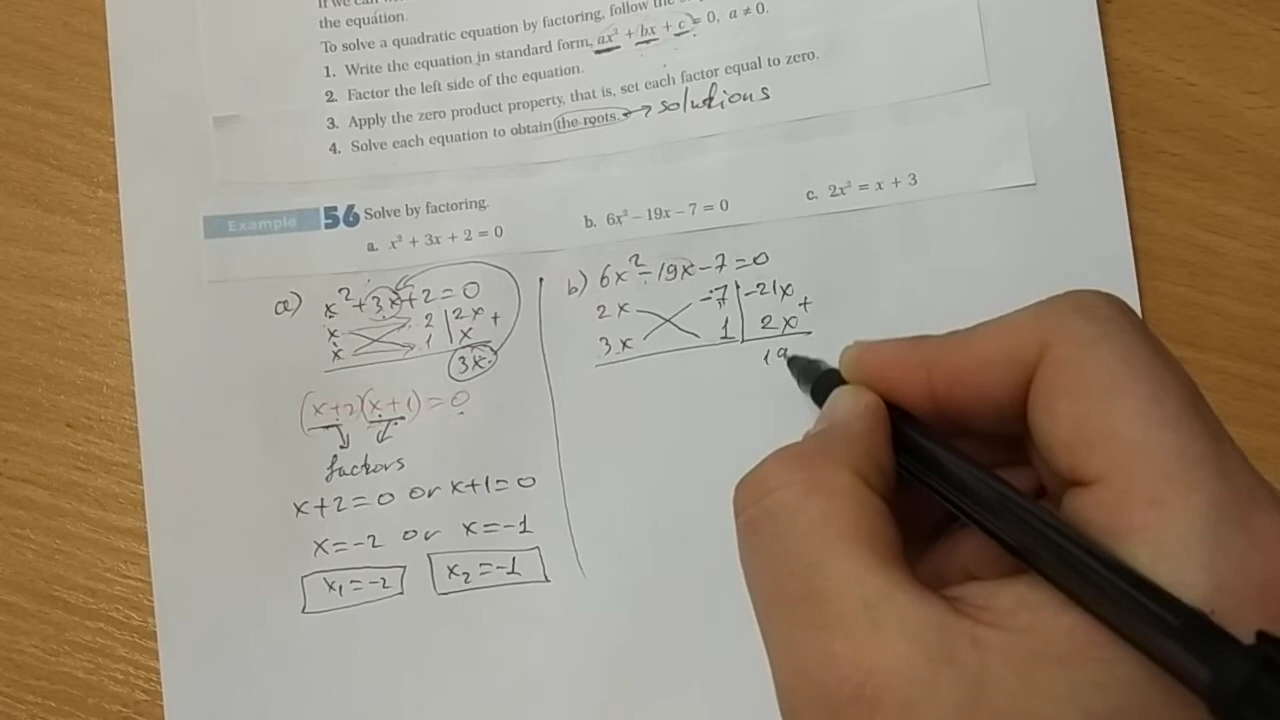 the equation.
To solve a quadratic equation by factoring, follow the
1. Write the equation in standard form, ax² + bx + c = 0, a ≠ 0.
2. Factor the left side of the equation.
3. Apply the zero product property, that is, set each factor equal to zero.
4. Solve each equation to obtain the roots. → solutions
Example 56 Solve by factoring.
a. x² + 3x + 2 = 0 b. 6x² – 19x – 7 = 0 c. 2x² = x + 3
a) x² + 3x + 2 = 0
x 2 | 2x +
x 1 | x
3x
(x+2)(x+1) = 0
factors
x+2=0 or x+1=0
x=-2 or x=-1
x₁=-2 x₂=-1
b) 6x² – 19x – 7 = 0
2x -7 | -21x +
3x 1 | 2x
19